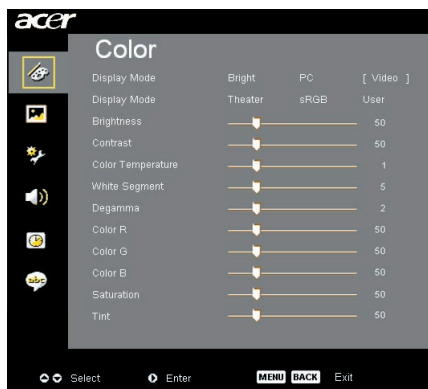 acer
Color
Display Mode Bright PC [ Video ]
Display Mode Theater sRGB User
Brightness 50
Contrast 50
Color Temperature 1
White Segment 5
Degamma 2
Color R 50
Color G 50
Color B 50
Saturation 50
Tint 50
abc
Select Enter MENU BACK Exit